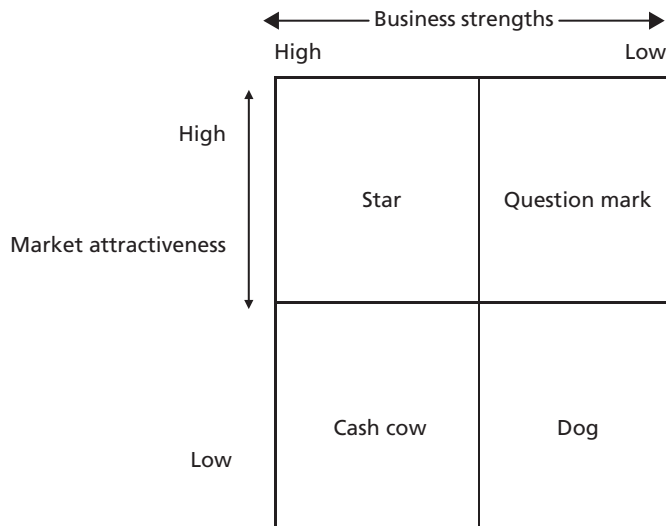 Business strengths
High Low
High
Star Question mark
Market attractiveness
Cash cow Dog
Low